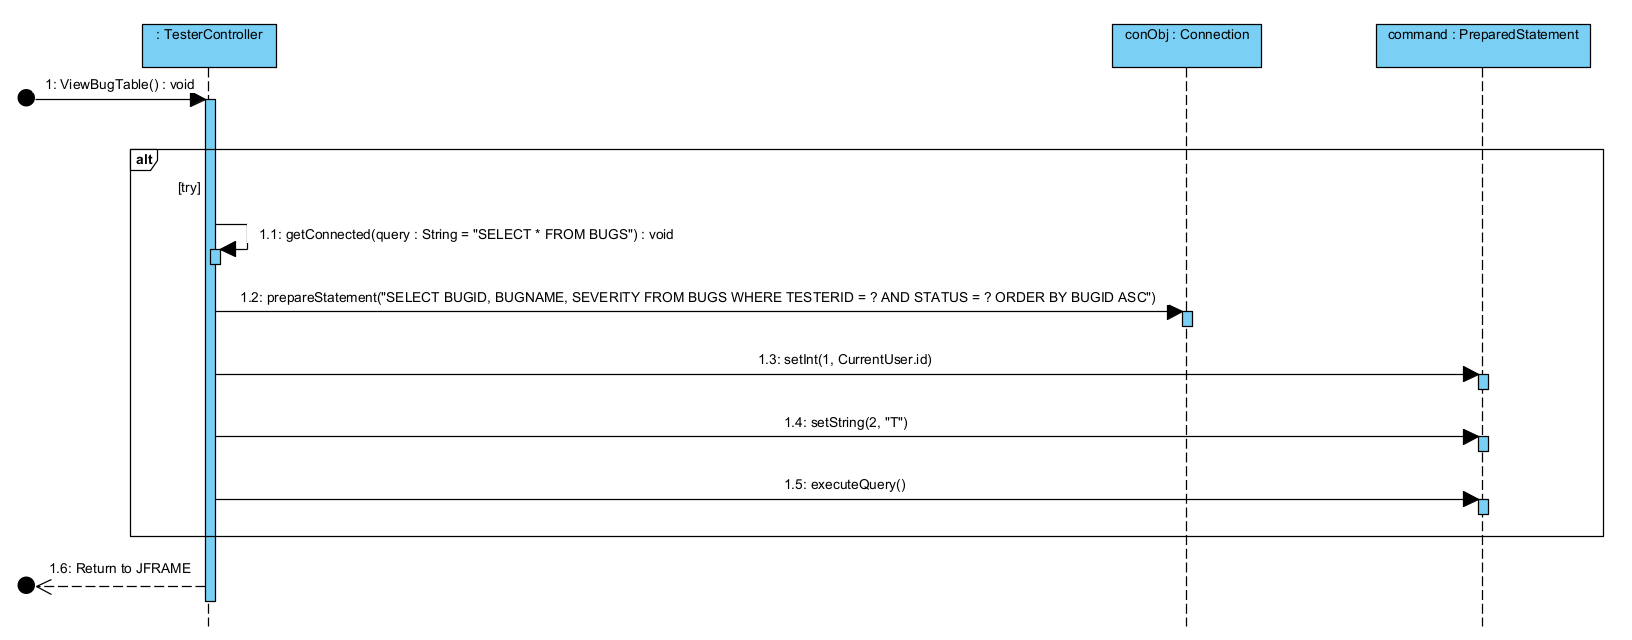 : TesterController
conObj : Connection
command : PreparedStatement
1: ViewBugTable() : void
alt
[try]
1.1: getConnected(query : String = "SELECT * FROM BUGS") : void
1.2: prepareStatement("SELECT BUGID, BUGNAME, SEVERITY FROM BUGS WHERE TESTERID = ? AND STATUS = ? ORDER BY BUGID ASC")
1.3: setInt(1, CurrentUser.id)
1.4: setString(2, "T")
1.5: executeQuery()
1.6: Return to JFRAME